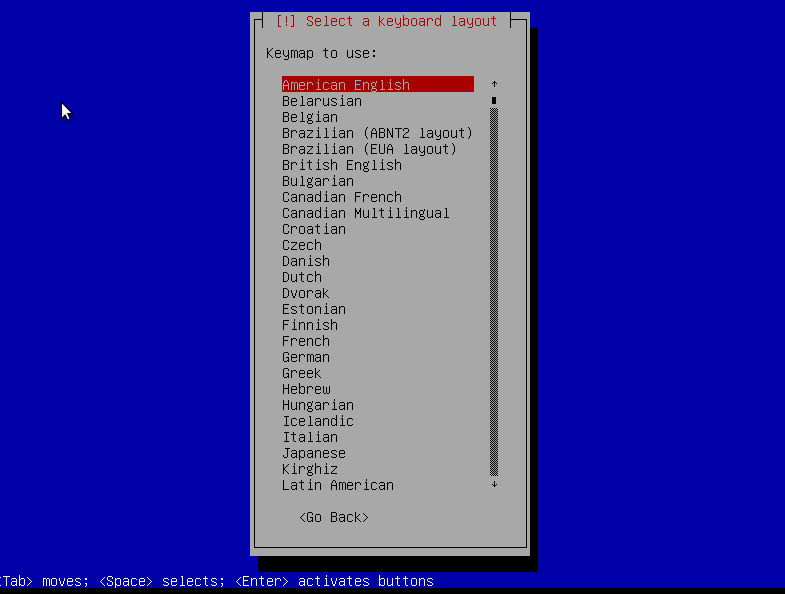 [!] Select a keyboard layout
Keymap to use:
American English
Belarusian
Belgian
Brazilian (ABNT2 layout)
Brazilian (EUA layout)
British English
Bulgarian
Canadian French
Canadian Multilingual
Croatian
Czech
Danish
Dutch
Dvorak
Estonian
Finnish
French
German
Greek
Hebrew
Hungarian
Icelandic
Italian
Japanese
Kirghiz
Latin American
<Go Back>
<Tab> moves; <Space> selects; <Enter> activates buttons